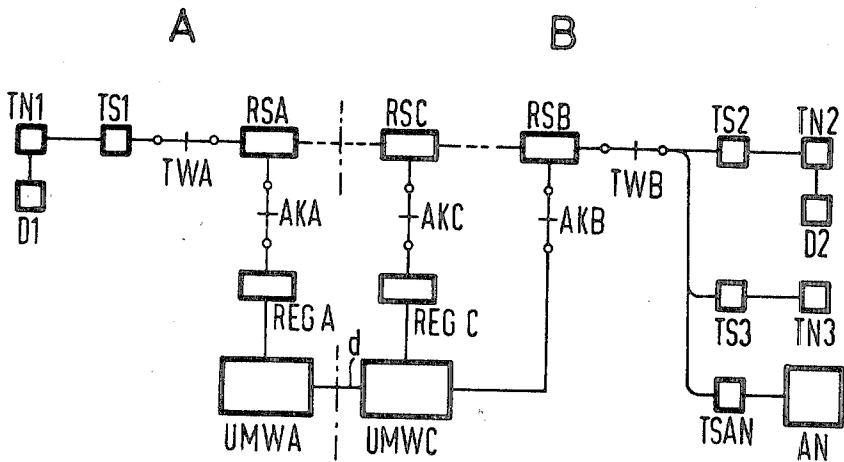 A B
TN1 TS1 RSA RSC RSB TS2 TN2
TWA TWB
D1 AKA AKC AKB D2
REG A REG C TS3 TN3
d
UMWA UMWC TSAN AN